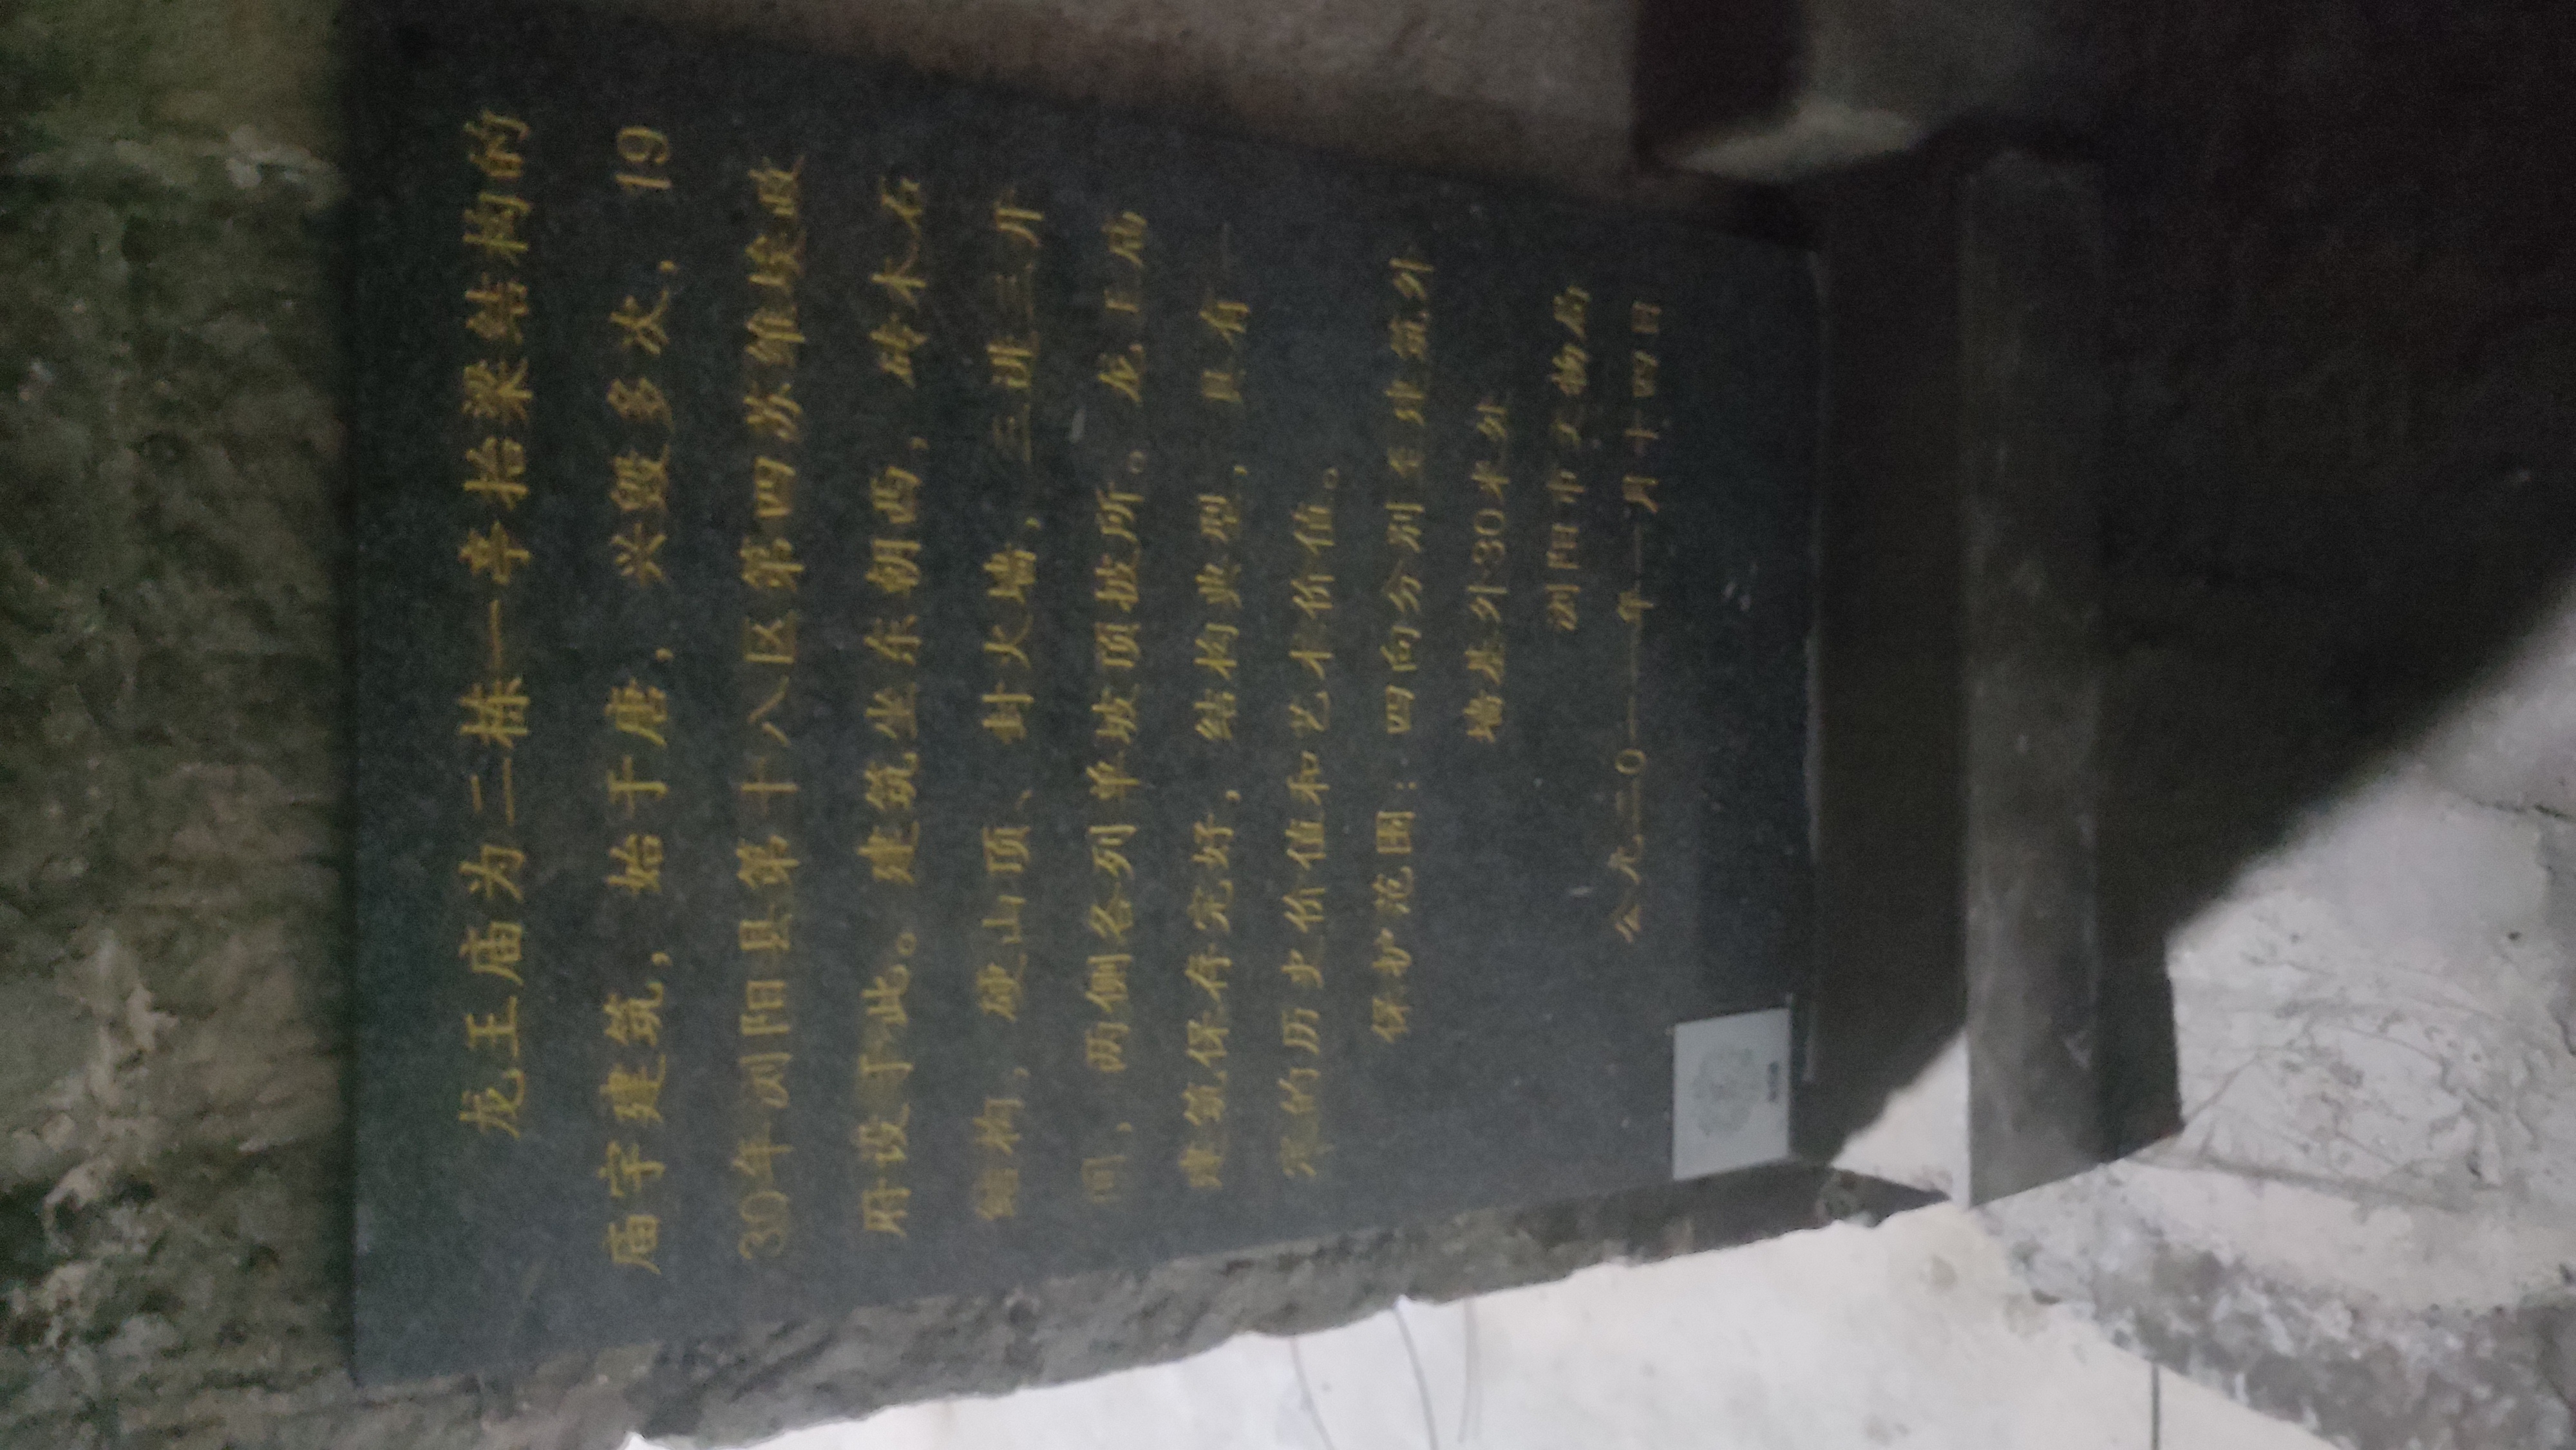 龙王庙为二栋一亭抬梁结构的
庙宇建筑，始于唐，兴毁多次，19
30年浏阳县第十八区第四苏维埃政
府设于此。建筑坐东朝西，砖木石
结构，硬山顶、封火墙，三进三开
间，两侧各列单坡顶披所。龙王庙
建筑保存完好，结构典型，具有一
定的历史价值和艺术价值。
保护范围：四向分别至建筑外
墙基外30米处
浏阳市文物局
公元二0一一年一月十四日